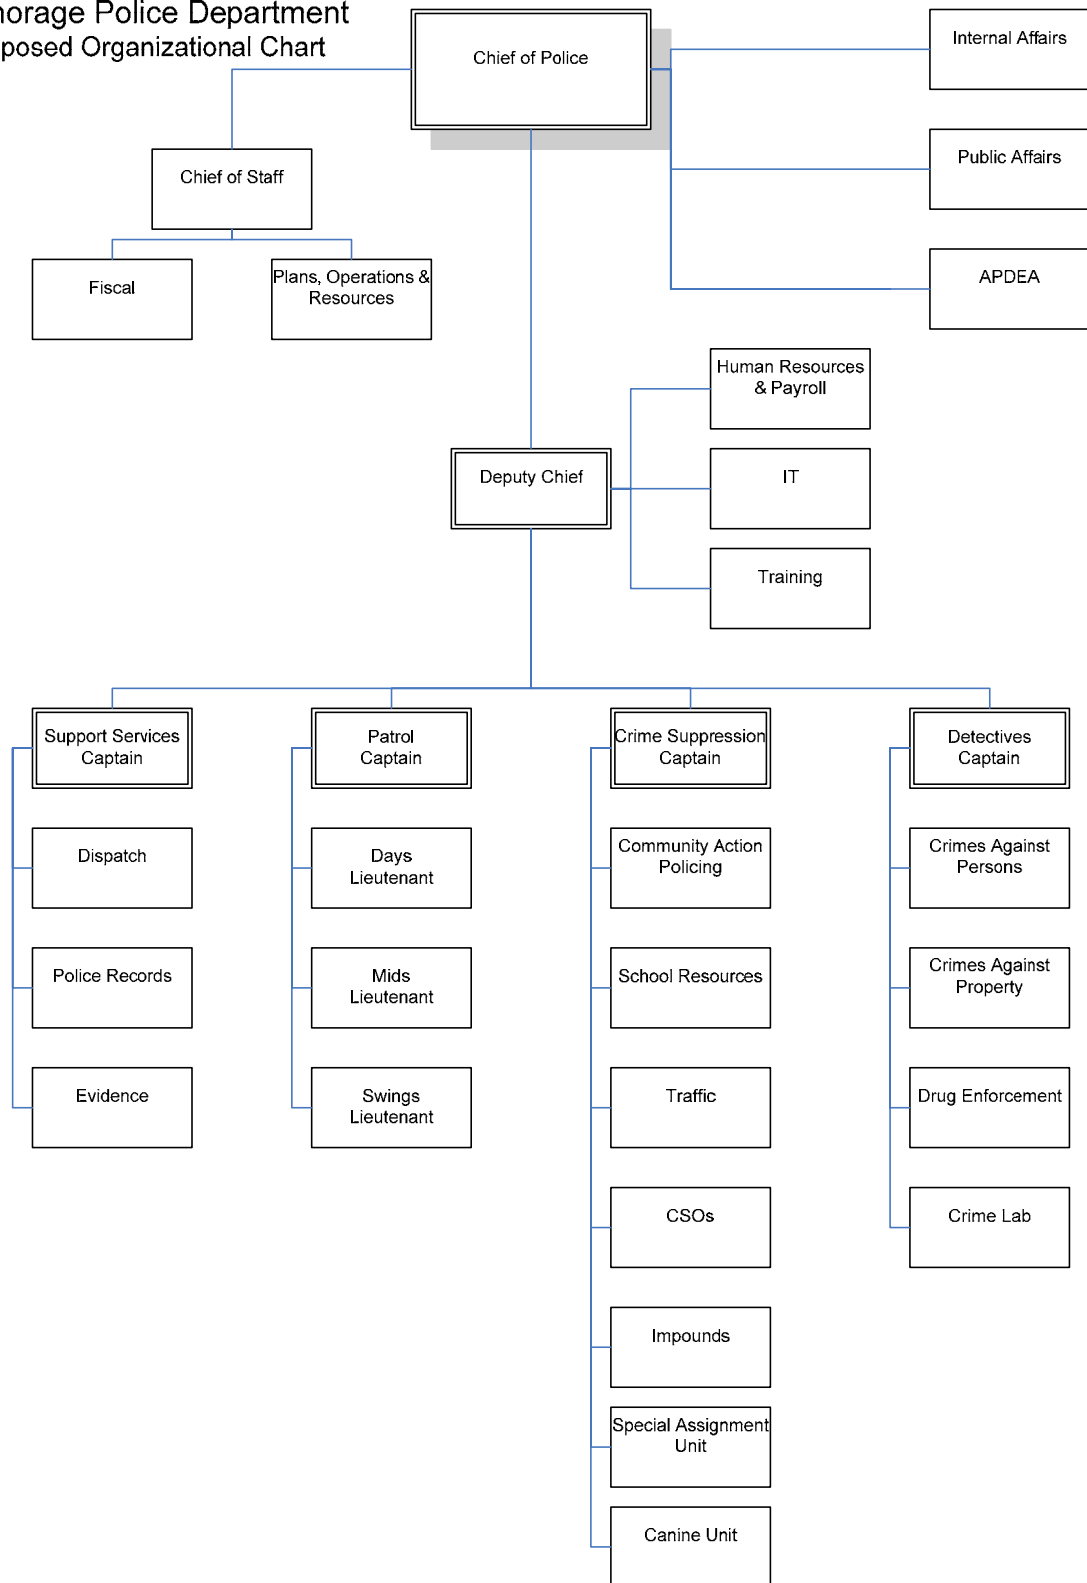 horage Police Department
posed Organizational Chart
Chief of Police
Internal Affairs
Public Affairs
APDEA
Chief of Staff
Fiscal
Plans, Operations &
Resources
Human Resources
& Payroll
Deputy Chief
IT
Training
Support Services
Captain
Patrol
Captain
Crime Suppression
Captain
Detectives
Captain
Dispatch
Days
Lieutenant
Community Action
Policing
Crimes Against
Persons
Police Records
Mids
Lieutenant
School Resources
Crimes Against
Property
Evidence
Swings
Lieutenant
Traffic
Drug Enforcement
CSOs
Crime Lab
Impounds
Special Assignment
Unit
Canine Unit